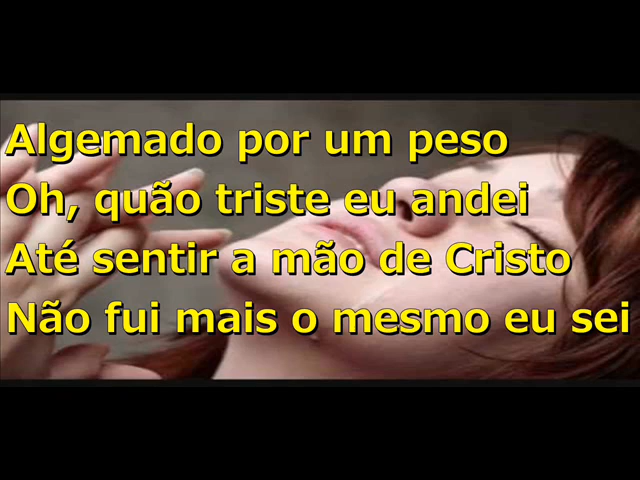 Algemado por um peso
Oh, quão triste eu andei
Até sentir a mão de Cristo
Não fui mais o mesmo eu sei